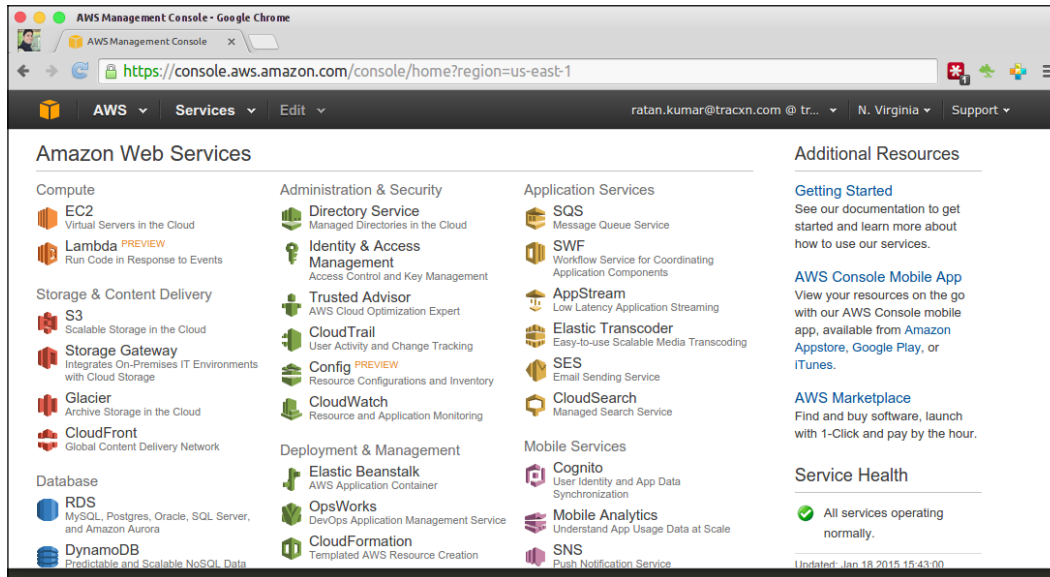 AWS Management Console - Google Chrome
AWS Management Console x
https://console.aws.amazon.com/console/home?region=us-east-1
1
AWS Services Edit ratan.kumar@tracxn.com @ tr... N. Virginia Support
Amazon Web Services
Compute
EC2
Virtual Servers in the Cloud
Lambda PREVIEW
Run Code in Response to Events
Storage & Content Delivery
S3
Scalable Storage in the Cloud
Storage Gateway
Integrates On-Premises IT Environments
with Cloud Storage
Glacier
Archive Storage in the Cloud
CloudFront
Global Content Delivery Network
Database
RDS
MySQL, Postgres, Oracle, SQL Server,
and Amazon Aurora
DynamoDB
Predictable and Scalable NoSQL Data
Administration & Security
Directory Service
Managed Directories in the Cloud
Identity & Access
Management
Access Control and Key Management
Trusted Advisor
AWS Cloud Optimization Expert
CloudTrail
User Activity and Change Tracking
Config PREVIEW
Resource Configurations and Inventory
CloudWatch
Resource and Application Monitoring
Deployment & Management
Elastic Beanstalk
AWS Application Container
OpsWorks
DevOps Application Management Service
CloudFormation
Templated AWS Resource Creation
Application Services
SQS
Message Queue Service
SWF
Workflow Service for Coordinating
Application Components
AppStream
Low Latency Application Streaming
Elastic Transcoder
Easy-to-use Scalable Media Transcoding
SES
Email Sending Service
CloudSearch
Managed Search Service
Mobile Services
Cognito
User Identity and App Data
Synchronization
Mobile Analytics
Understand App Usage Data at Scale
SNS
Push Notification Service
Additional Resources
Getting Started
See our documentation to get
started and learn more about
how to use our services.
AWS Console Mobile App
View your resources on the go
with our AWS Console mobile
app, available from Amazon
Appstore, Google Play, or
iTunes.
AWS Marketplace
Find and buy software, launch
with 1-Click and pay by the hour.
Service Health
All services operating
normally.
Updated: Jan 18 2015 15:43:00